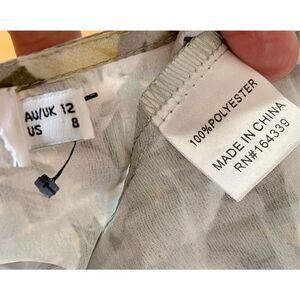 AU/UK 12
US 8
100%POLYESTER
MADE IN CHINA
RN#164339